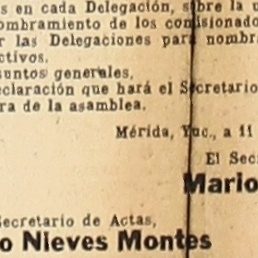 s en cada Delegación, sobre la u
ombramiento de los comisionado
r las Delegaciones para nombr
ctivos.
suntos generales,
eclaración que hará el Secretario
ra de la asamblea.
Mérida, Yuc., a 11
El Sec
Mario
Secretario de Actas,
o Nieves Montes